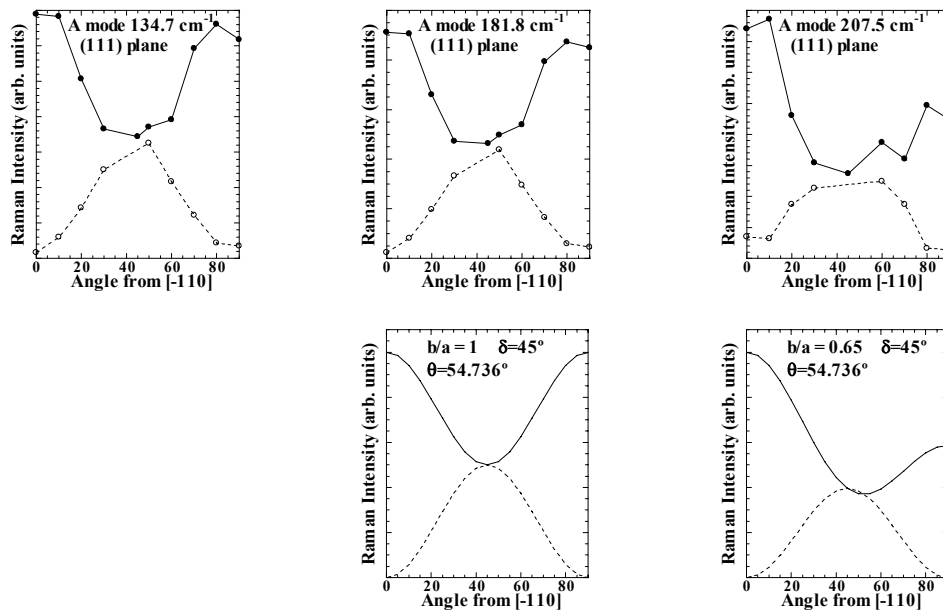 A mode 134.7 cm⁻¹
(111) plane
Raman Intensity (arb. units)
0 20 40 60 80
Angle from [-110]
A mode 181.8 cm⁻¹
(111) plane
Raman Intensity (arb. units)
0 20 40 60 80
Angle from [-110]
A mode 207.5 cm⁻¹
(111) plane
Raman Intensity (arb. units)
0 20 40 60 80
Angle from [-110]
b/a = 1 δ=45º
θ=54.736º
Raman Intensity (arb. units)
0 20 40 60 80
Angle from [-110]
b/a = 0.65 δ=45º
θ=54.736º
Raman Intensity (arb. units)
0 20 40 60 80
Angle from [-110]